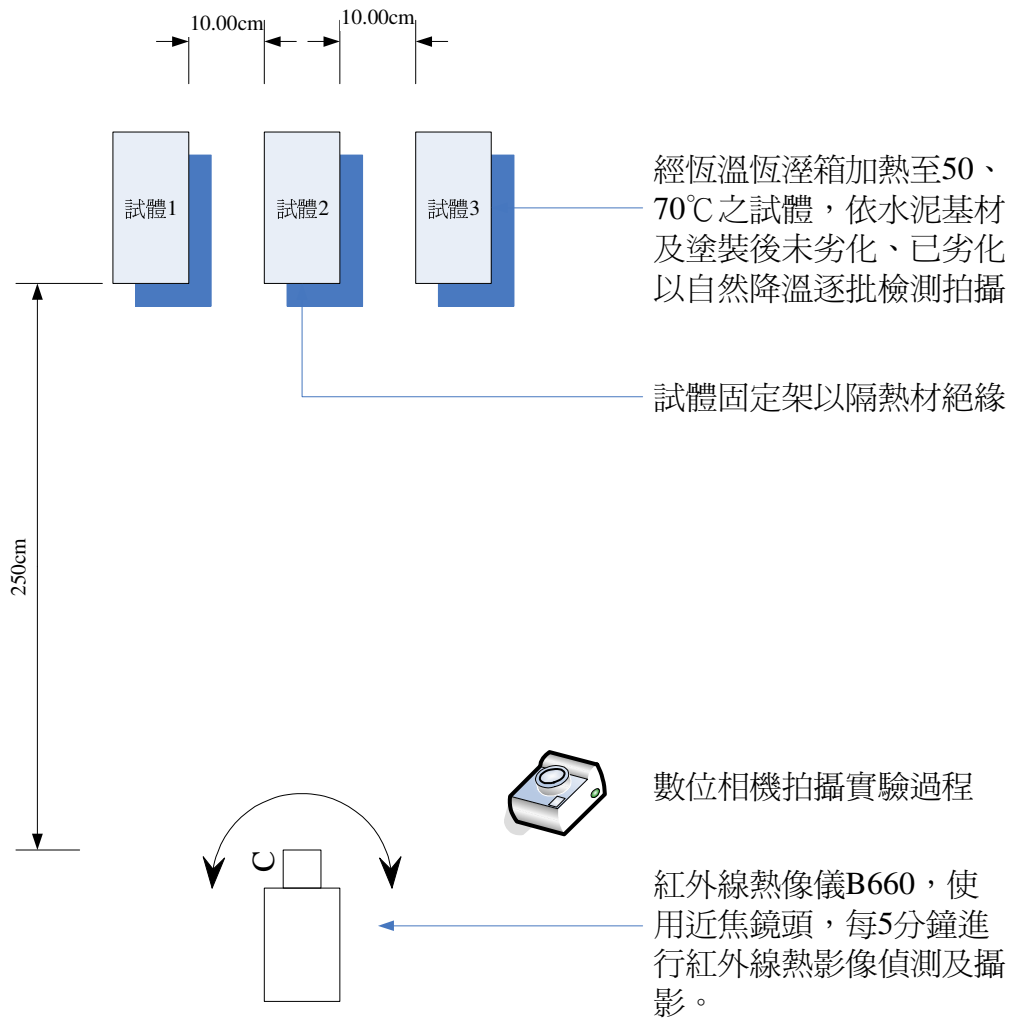 10.00cm 10.00cm
試體1 試體2 試體3
經恆溫恆溼箱加熱至50、
70℃之試體，依水泥基材
及塗裝後未劣化、已劣化
以自然降溫逐批檢測拍攝
試體固定架以隔熱材絕緣
250cm
數位相機拍攝實驗過程
C
紅外線熱像儀B660，使
用近焦鏡頭，每5分鐘進
行紅外線熱影像偵測及攝
影。